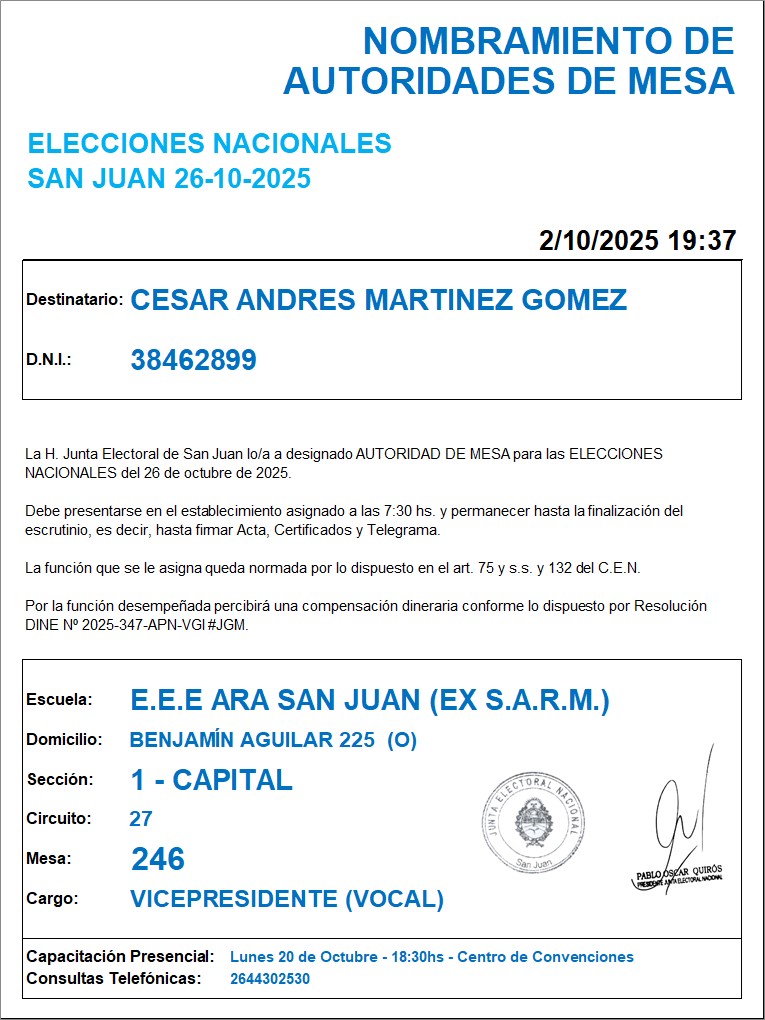 NOMBRAMIENTO DE
AUTORIDADES DE MESA
ELECCIONES NACIONALES
SAN JUAN 26-10-2025
2/10/2025 19:37
Destinatario: CESAR ANDRES MARTINEZ GOMEZ
D.N.I.: 38462899
La H. Junta Electoral de San Juan lo/a a designado AUTORIDAD DE MESA para las ELECCIONES
NACIONALES del 26 de octubre de 2025.
Debe presentarse en el establecimiento asignado a las 7:30 hs. y permanecer hasta la finalización del
escrutinio, es decir, hasta firmar Acta, Certificados y Telegrama.
La función que se le asigna queda normada por lo dispuesto en el art. 75 y s.s. y 132 del C.E.N.
Por la función desempeñada percibirá una compensación dineraria conforme lo dispuesto por Resolución
DINE Nº 2025-347-APN-VGI#JGM.
Escuela: E.E.E ARA SAN JUAN (EX S.A.R.M.)
Domicilio: BENJAMÍN AGUILAR 225 (O)
Sección: 1 - CAPITAL
Circuito: 27
Mesa: 246
Cargo: VICEPRESIDENTE (VOCAL)
JUNTA ELECTORAL NACIONAL
San Juan
PABLO OSCAR QUIRÓS
PRESIDENTE JUNTA ELECTORAL NACIONAL
Capacitación Presencial: Lunes 20 de Octubre - 18:30hs - Centro de Convenciones
Consultas Telefónicas: 2644302530